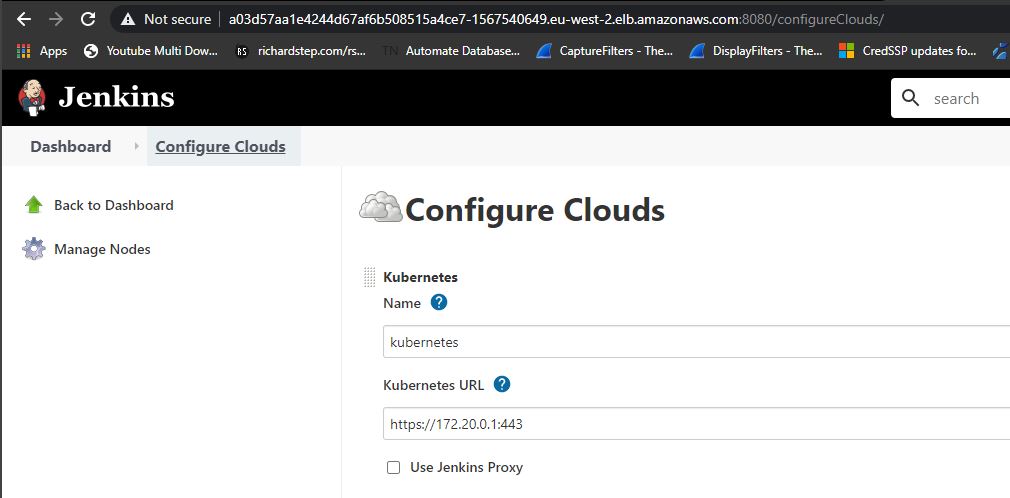 Not secure a03d57aa1e4244d67af6b508515a4ce7-1567540649.eu-west-2.elb.amazonaws.com:8080/configureClouds/
Apps Youtube Multi Dow... RS richardstep.com/rs... TN Automate Database... CaptureFilters - The... DisplayFilters - The... CredSSP updates fo...
Jenkins
search
Dashboard Configure Clouds
Back to Dashboard
Manage Nodes
Configure Clouds
Kubernetes
Name ?
kubernetes
Kubernetes URL ?
https://172.20.0.1:443
Use Jenkins Proxy